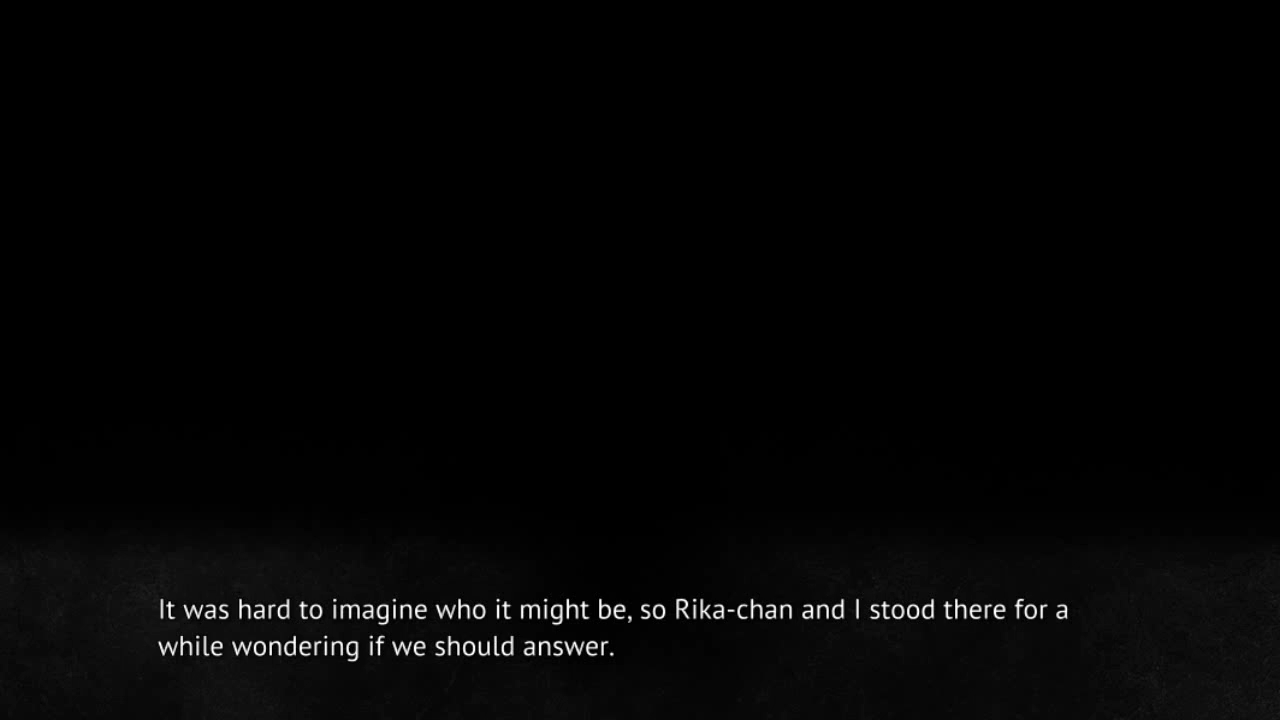 It was hard to imagine who it might be, so Rika-chan and I stood there for a
while wondering if we should answer.